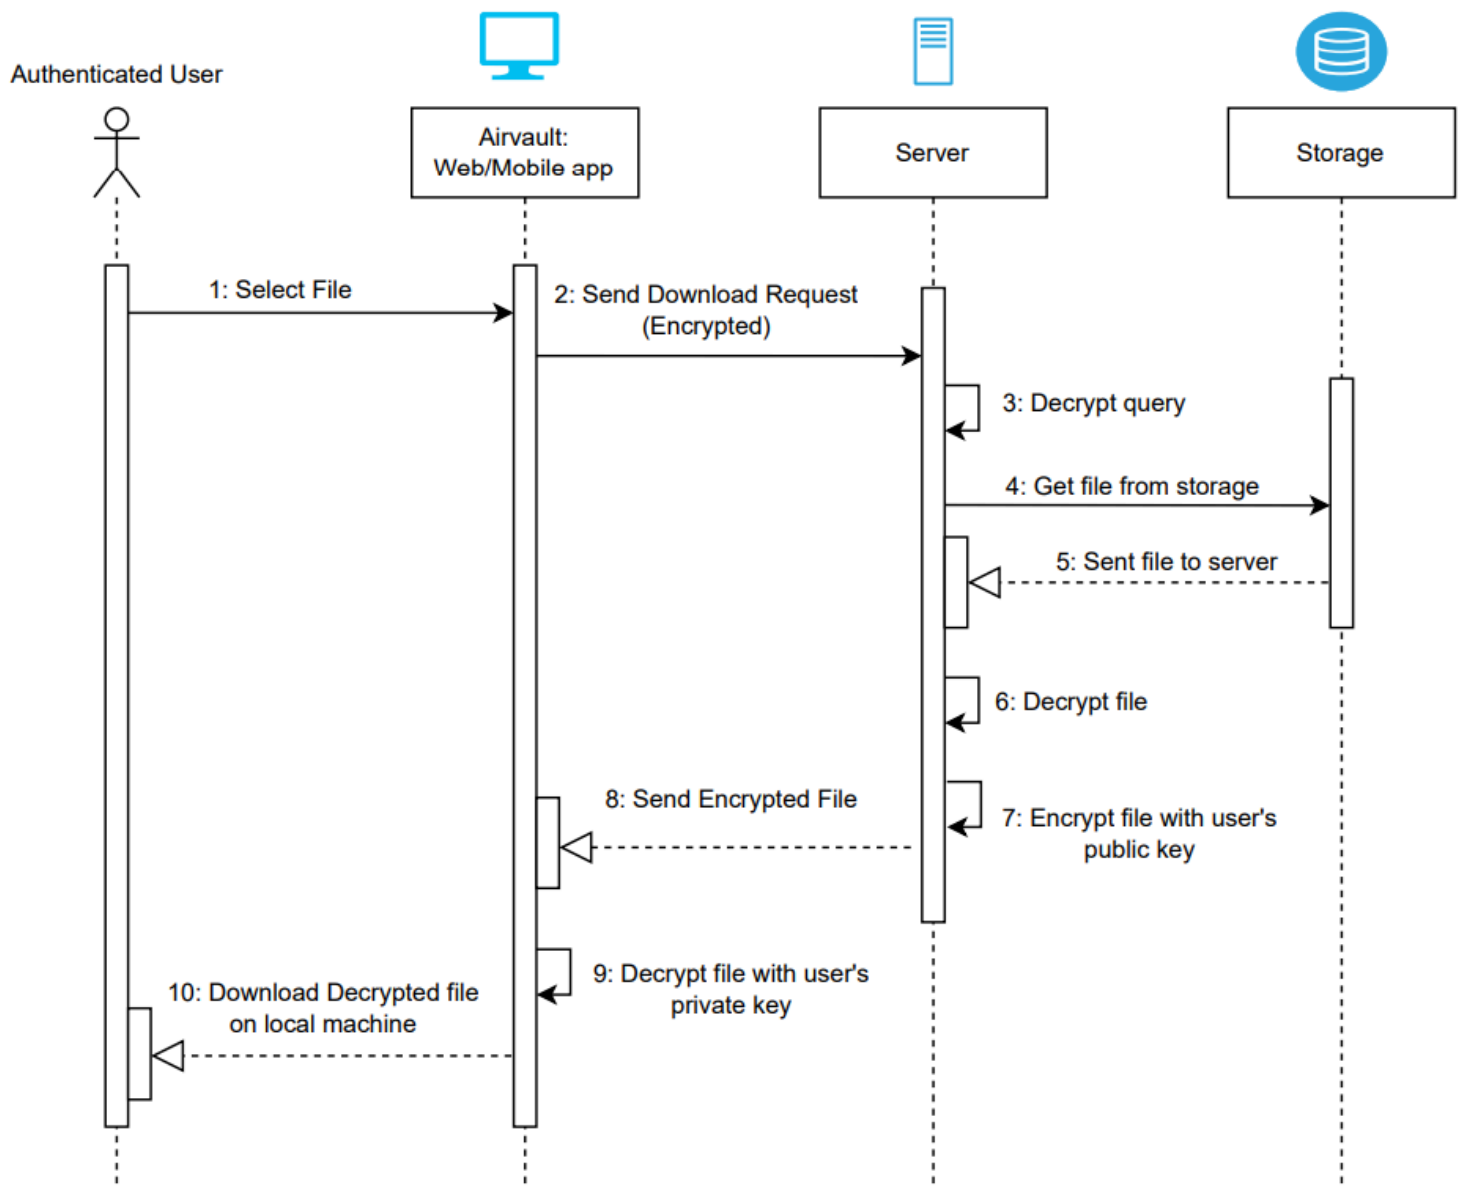 Authenticated User
Airvault:
Web/Mobile app
Server
Storage
1: Select File
2: Send Download Request
(Encrypted)
3: Decrypt query
4: Get file from storage
5: Sent file to server
6: Decrypt file
7: Encrypt file with user's
public key
8: Send Encrypted File
9: Decrypt file with user's
private key
10: Download Decrypted file
on local machine